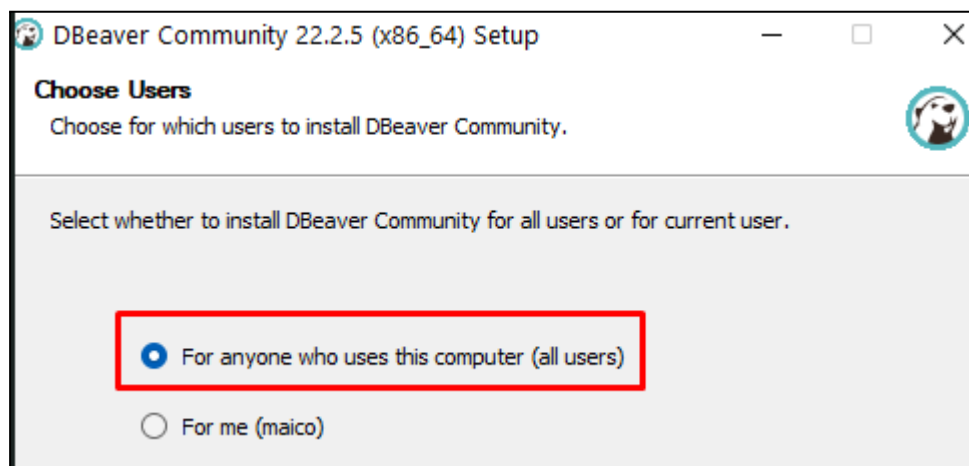 DBeaver Community 22.2.5 (x86_64) Setup
Choose Users
Choose for which users to install DBeaver Community.
Select whether to install DBeaver Community for all users or for current user.
For anyone who uses this computer (all users)
For me (maico)